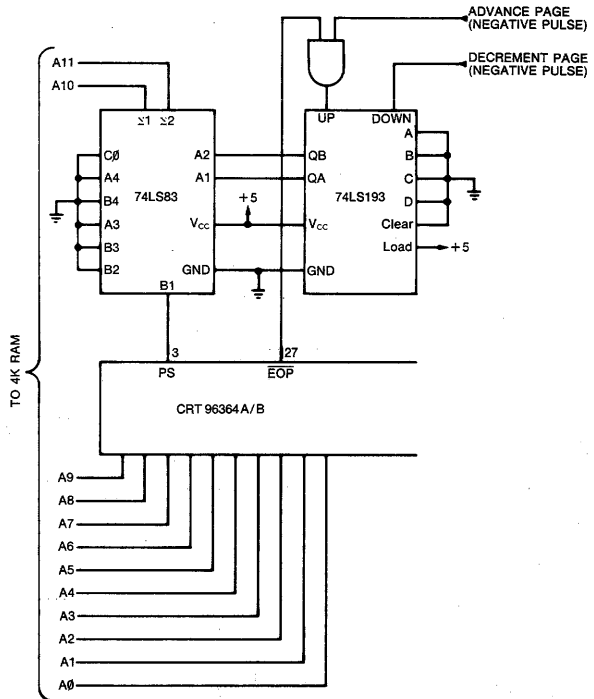 ADVANCE PAGE
(NEGATIVE PULSE)
DECREMENT PAGE
(NEGATIVE PULSE)
A11
A10
Σ1 Σ2
UP DOWN
CØ
A4
B4
A3
B3
B2
74LS83
A2
A1
VCC
GND
B1
+5
QB
QA
VCC
GND
74LS193
A
B
C
D
Clear
Load
+5
3
27
PS
EOP
CRT 96364A/B
TO 4K RAM
A9
A8
A7
A6
A5
A4
A3
A2
A1
AØ